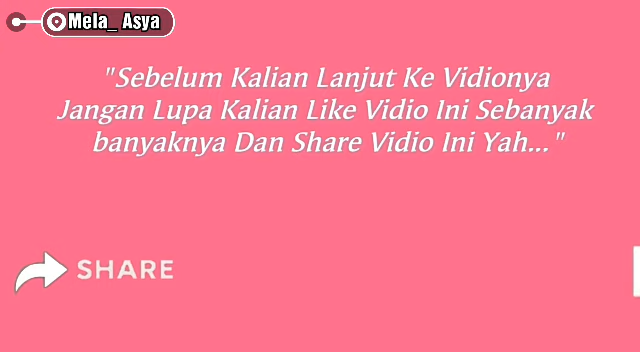 Mela_ Asya
"Sebelum Kalian Lanjut Ke Vidionya
Jangan Lupa Kalian Like Vidio Ini Sebanyak
banyaknya Dan Share Vidio Ini Yah..."
SHARE